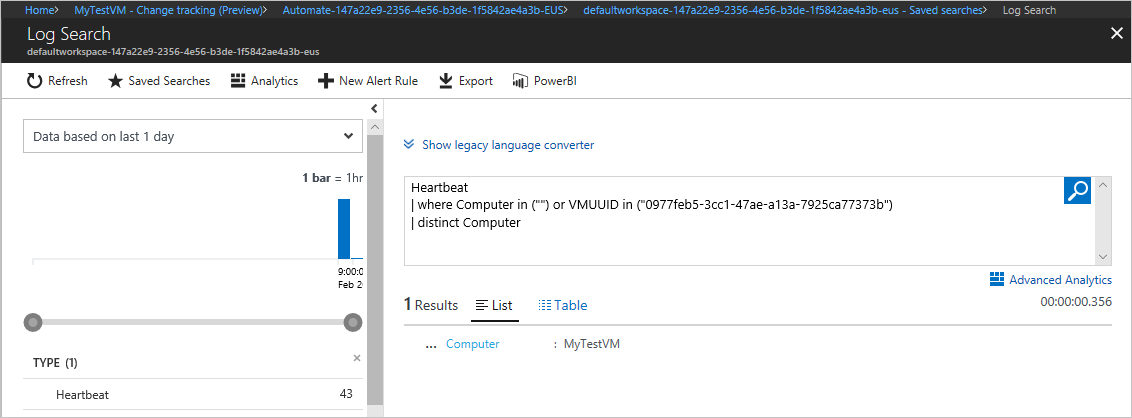 Home> MyTestVM - Change tracking (Preview)> Automate-147a22e9-2356-4e56-b3de-1f5842ae4a3b-EUS> defaultworkspace-147a22e9-2356-4e56-b3de-1f5842ae4a3b-eus - Saved searches> Log Search
Log Search
defaultworkspace-147a22e9-2356-4e56-b3de-1f5842ae4a3b-eus
Refresh Saved Searches Analytics New Alert Rule Export PowerBI
Data based on last 1 day
1 bar = 1hr
9:00:0
Feb 2
TYPE (1)
Heartbeat 43
Show legacy language converter
Heartbeat
| where Computer in ("") or VMUUID in ("0977feb5-3cc1-47ae-a13a-7925ca77373b")
| distinct Computer
Advanced Analytics
1 Results List Table 00:00:00.356
... Computer : MyTestVM